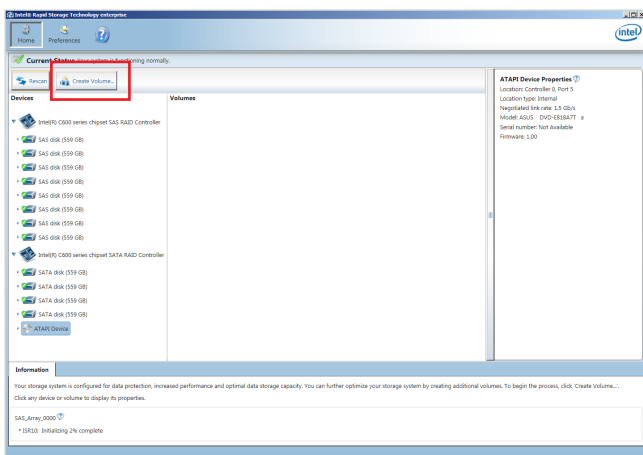 Intel® Rapid Storage Technology enterprise
Home
Preferences
intel
Current Status Your system is functioning normally.
Rescan
Create Volume...
Devices
Volumes
Intel(R) C600 series chipset SAS RAID Controller
SAS disk (559 GB)
SAS disk (559 GB)
SAS disk (559 GB)
SAS disk (559 GB)
SAS disk (559 GB)
SAS disk (559 GB)
SAS disk (559 GB)
SAS disk (559 GB)
Intel(R) C600 series chipset SATA RAID Controller
SATA disk (559 GB)
SATA disk (559 GB)
SATA disk (559 GB)
SATA disk (559 GB)
ATAPI Device
ATAPI Device Properties
Location: Controller 0, Port 5
Location type: Internal
Negotiated link rate: 1.5 Gb/s
Model: ASUS DVD-E818A7T
Serial number: Not Available
Firmware: 1.00
Information
Your storage system is configured for data protection, increased performance and optimal data storage capacity. You can further optimize your storage system by creating additional volumes. To begin the process, click 'Create Volume...'.
Click any device or volume to display its properties.
SAS_Array_0000
* ISR10: Initializing 2% complete